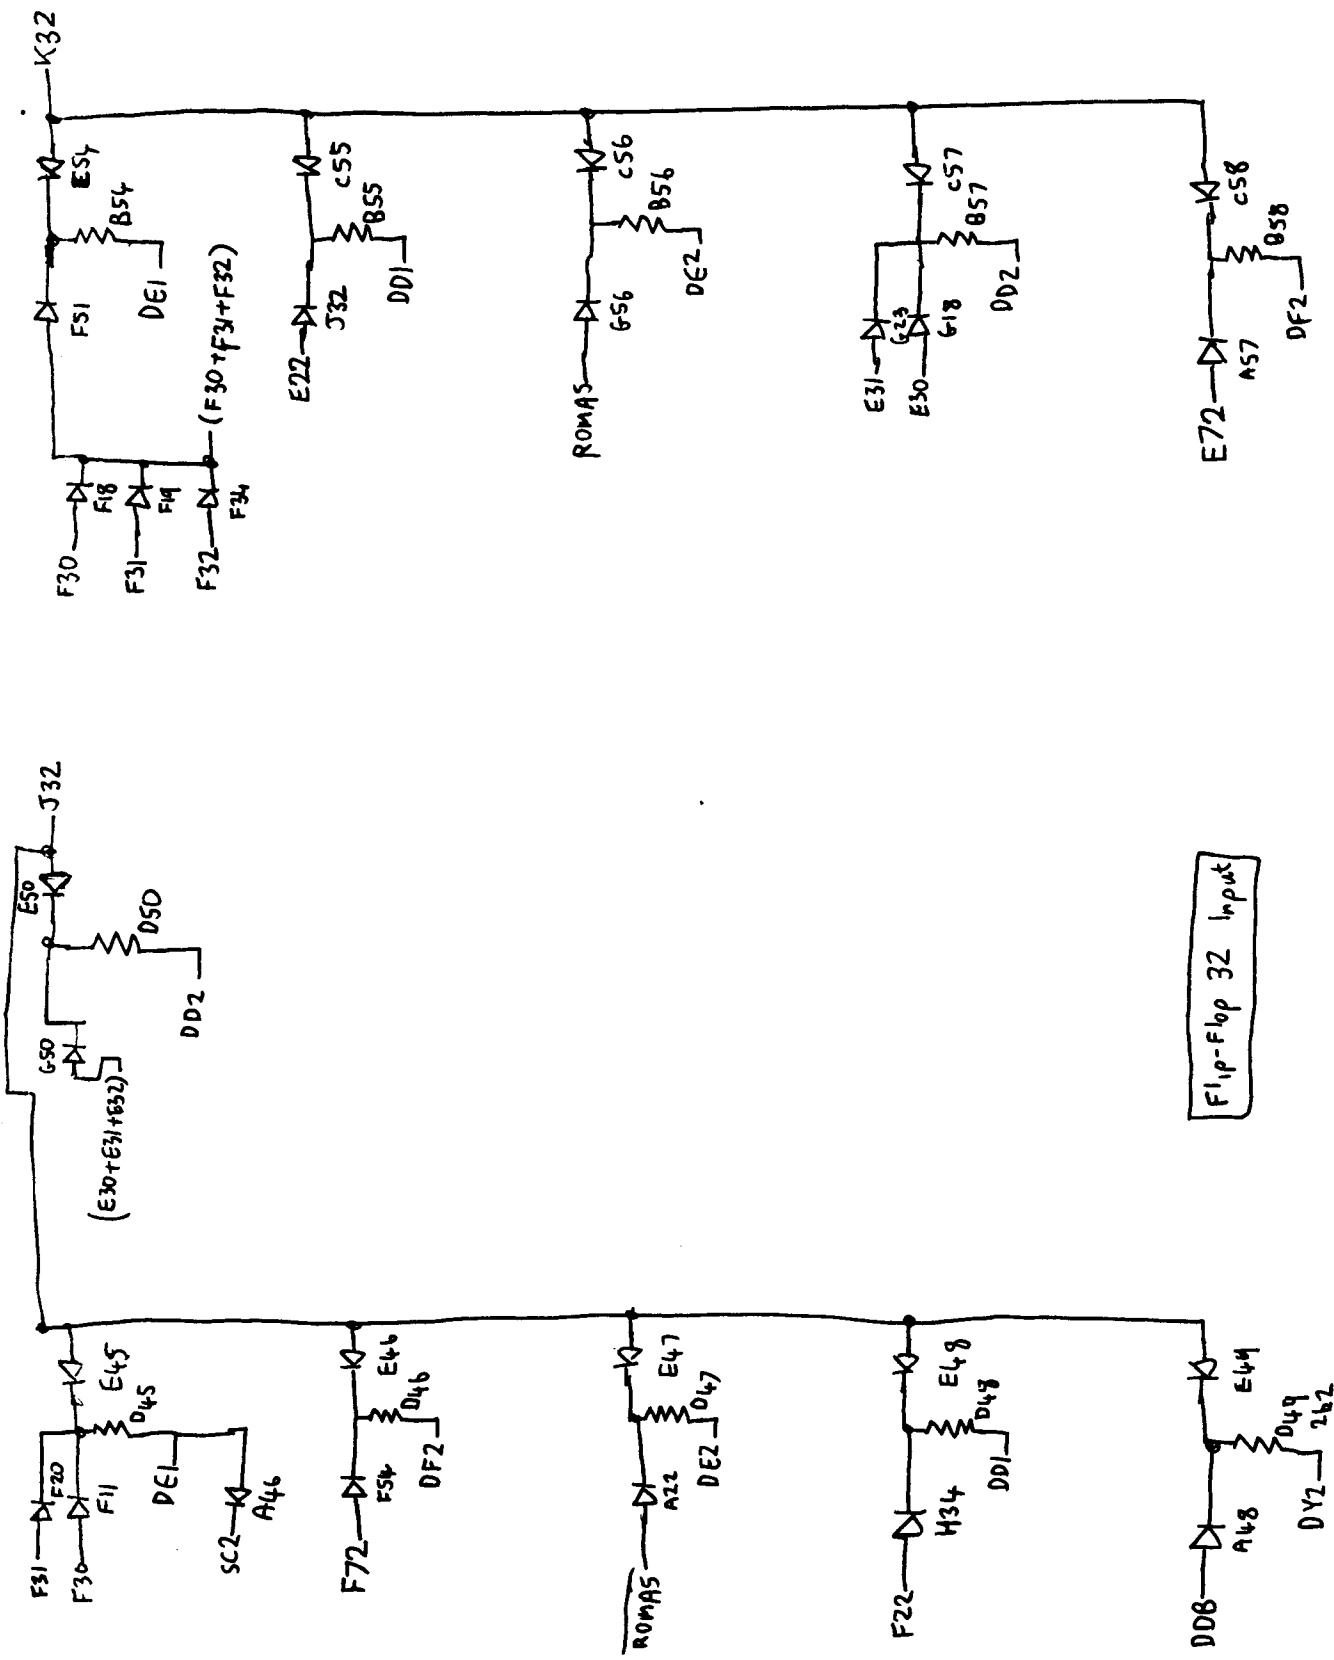 K32
E54
B54
DE1
F51
(F30+F31+F32)
F18
F19
F34
F30
F31
F32
C55
B55
DD1
J32
E22
C56
B56
DE2
G56
ROMAS
C57
B57
DD2
G23
G18
E31
E30
C58
B58
DF2
A57
E72
J32
E50
D50
DD2
G50
(E30+E31+E32)
E45
D45
DE1
F20
F11
A46
F31
F30
SC2
E46
D46
DF2
F54
F72
E47
D47
DE2
A22
ROMAS
E48
D48
DD1
H34
F22
E49
D49
2k2
DY2
A48
DDB
Flip-Flop 32 Input